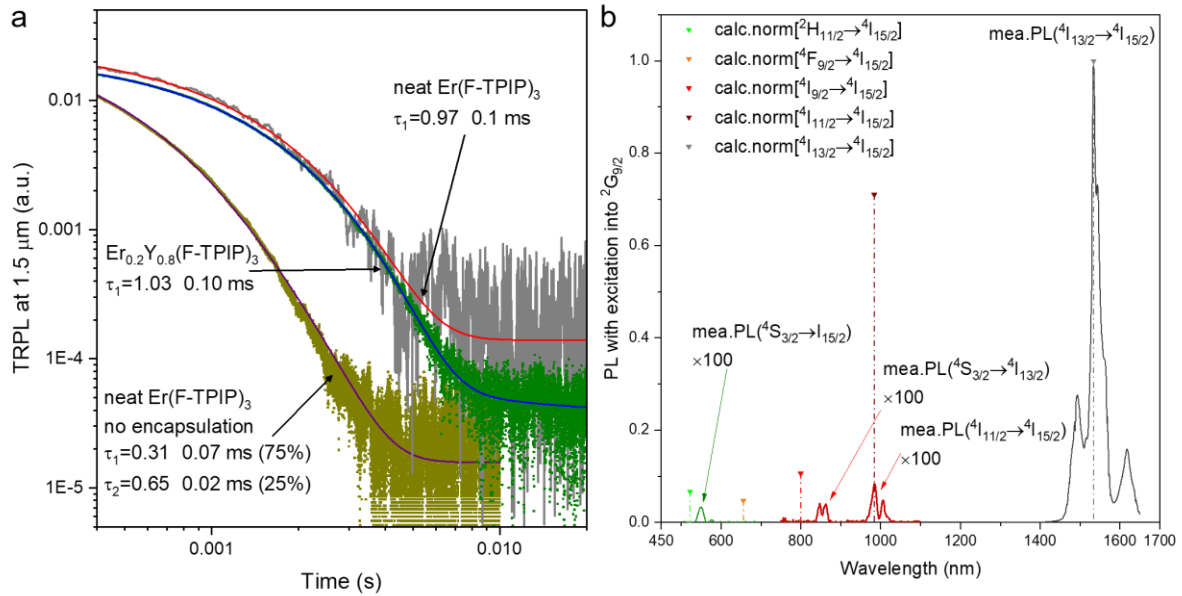 a
TRPL at 1.5 μm (a.u.)
0.01
0.001
1E-4
1E-5
neat Er(F-TPIP)₃
τ₁=0.97 0.1 ms
Er₀.₂Y₀.₈(F-TPIP)₃
τ₁=1.03 0.10 ms
neat Er(F-TPIP)₃
no encapsulation
τ₁=0.31 0.07 ms (75%)
τ₂=0.65 0.02 ms (25%)
0.001 0.010
Time (s)
b
PL with excitation into ²G₉/₂
1.0
0.8
0.6
0.4
0.2
0.0
calc.norm[²H₁₁/₂→⁴I₁₅/₂]
calc.norm[⁴F₉/₂→⁴I₁₅/₂]
calc.norm[⁴I₉/₂→⁴I₁₅/₂]
calc.norm[⁴I₁₁/₂→⁴I₁₅/₂]
calc.norm[⁴I₁₃/₂→⁴I₁₅/₂]
mea.PL(⁴I₁₃/₂→⁴I₁₅/₂)
mea.PL(⁴S₃/₂→I₁₅/₂)
×100
mea.PL(⁴S₃/₂→⁴I₁₃/₂)
×100
mea.PL(⁴I₁₁/₂→⁴I₁₅/₂)
×100
450 600 800 1000 1200 1400 1600 1700
Wavelength (nm)